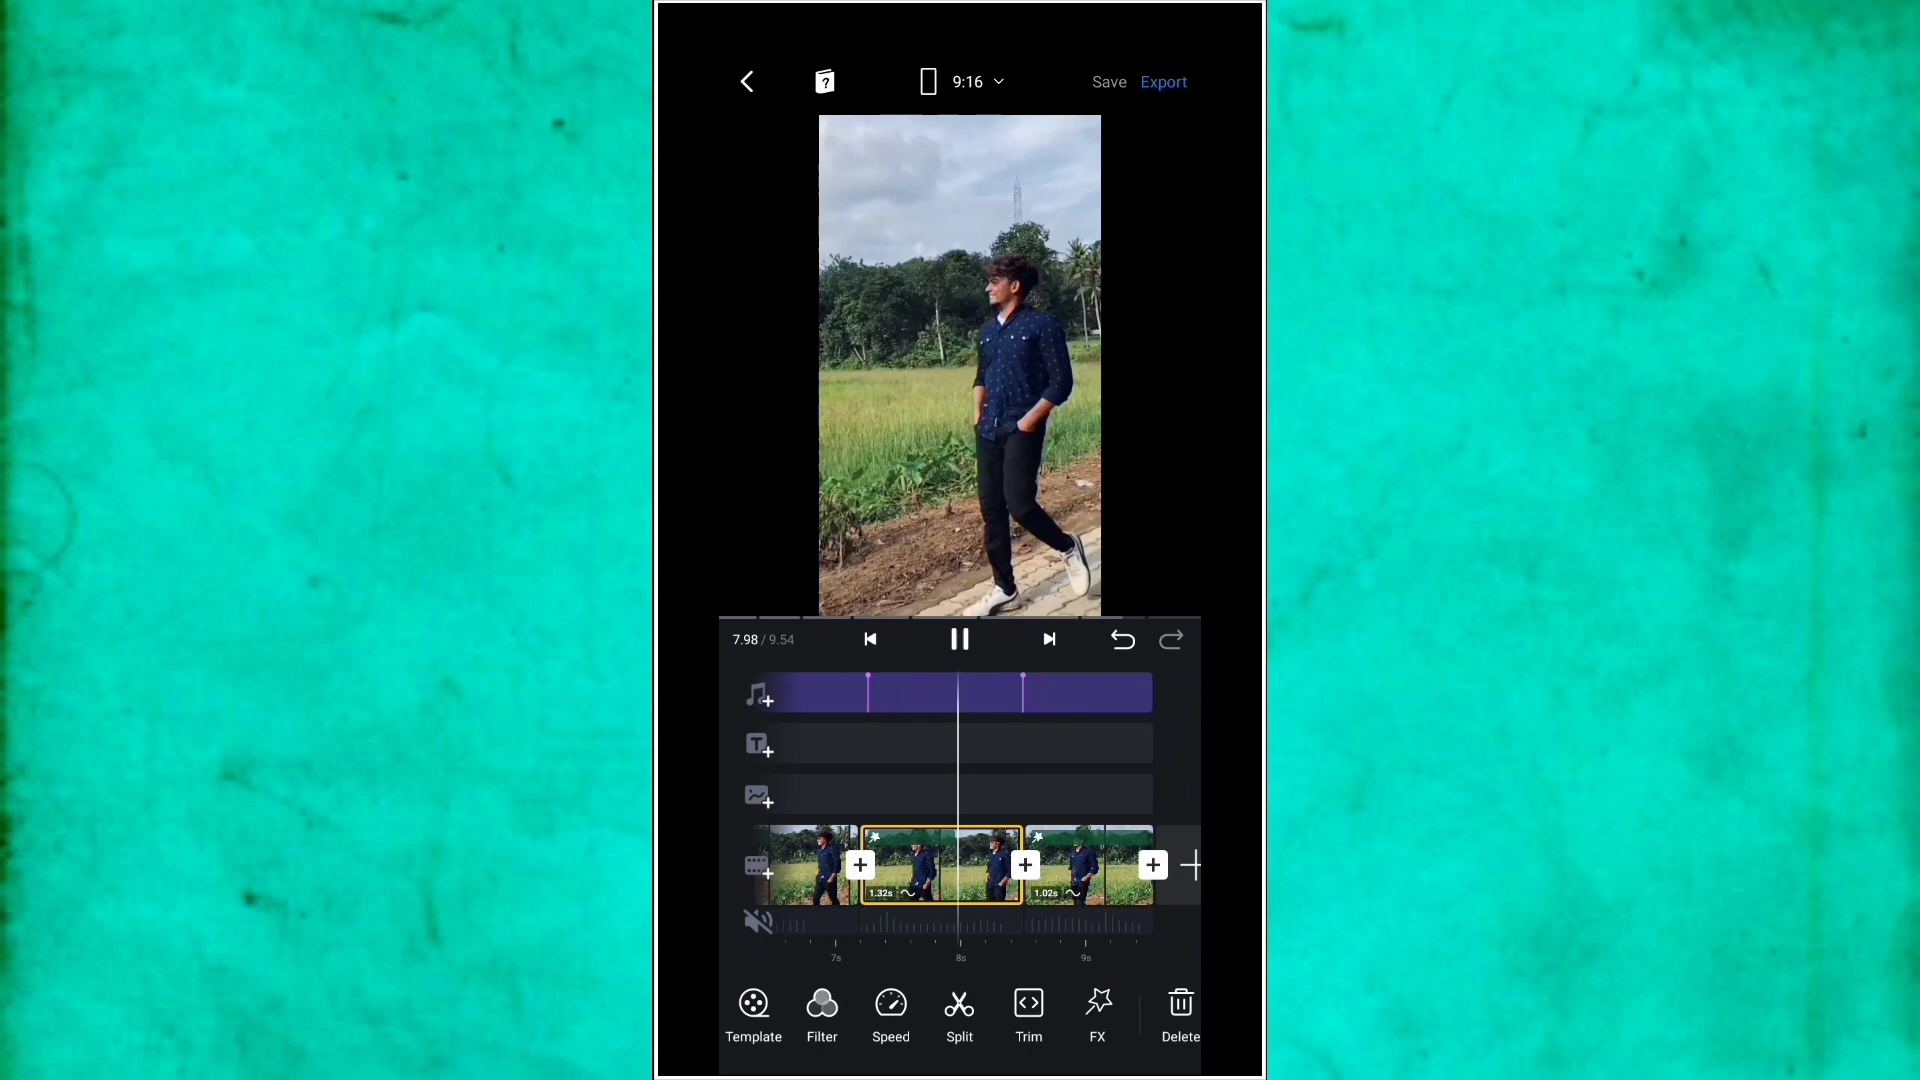 9:16
Save Export
7.98 / 9.54
1.32s
1.02s
7s 8s 9s
Template Filter Speed Split Trim FX Delete